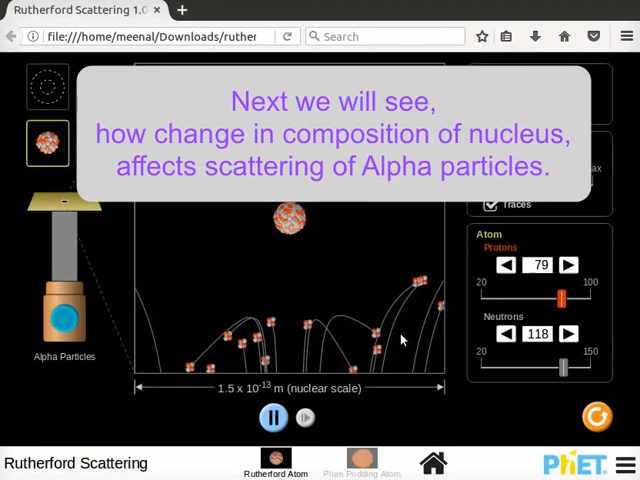 Rutherford Scattering 1.0
file:///home/meenal/Downloads/ruther
Search
Next we will see,
how change in composition of nucleus,
affects scattering of Alpha particles.
Traces
Atom
Protons
79
20
100
Neutrons
118
20
150
Alpha Particles
1.5 x 10-13 m (nuclear scale)
Rutherford Scattering
Rutherford Atom
Plum Pudding Atom
PhET